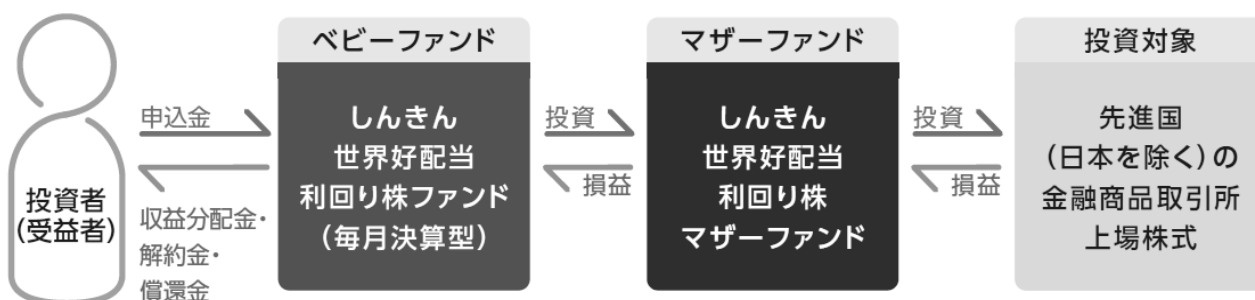 投資者
(受益者)
申込金
収益分配金・
解約金・
償還金
ベビーファンド
しんきん
世界好配当
利回り株ファンド
(毎月決算型)
投資
損益
マザーファンド
しんきん
世界好配当
利回り株
マザーファンド
投資
損益
投資対象
先進国
(日本を除く)の
金融商品取引所
上場株式